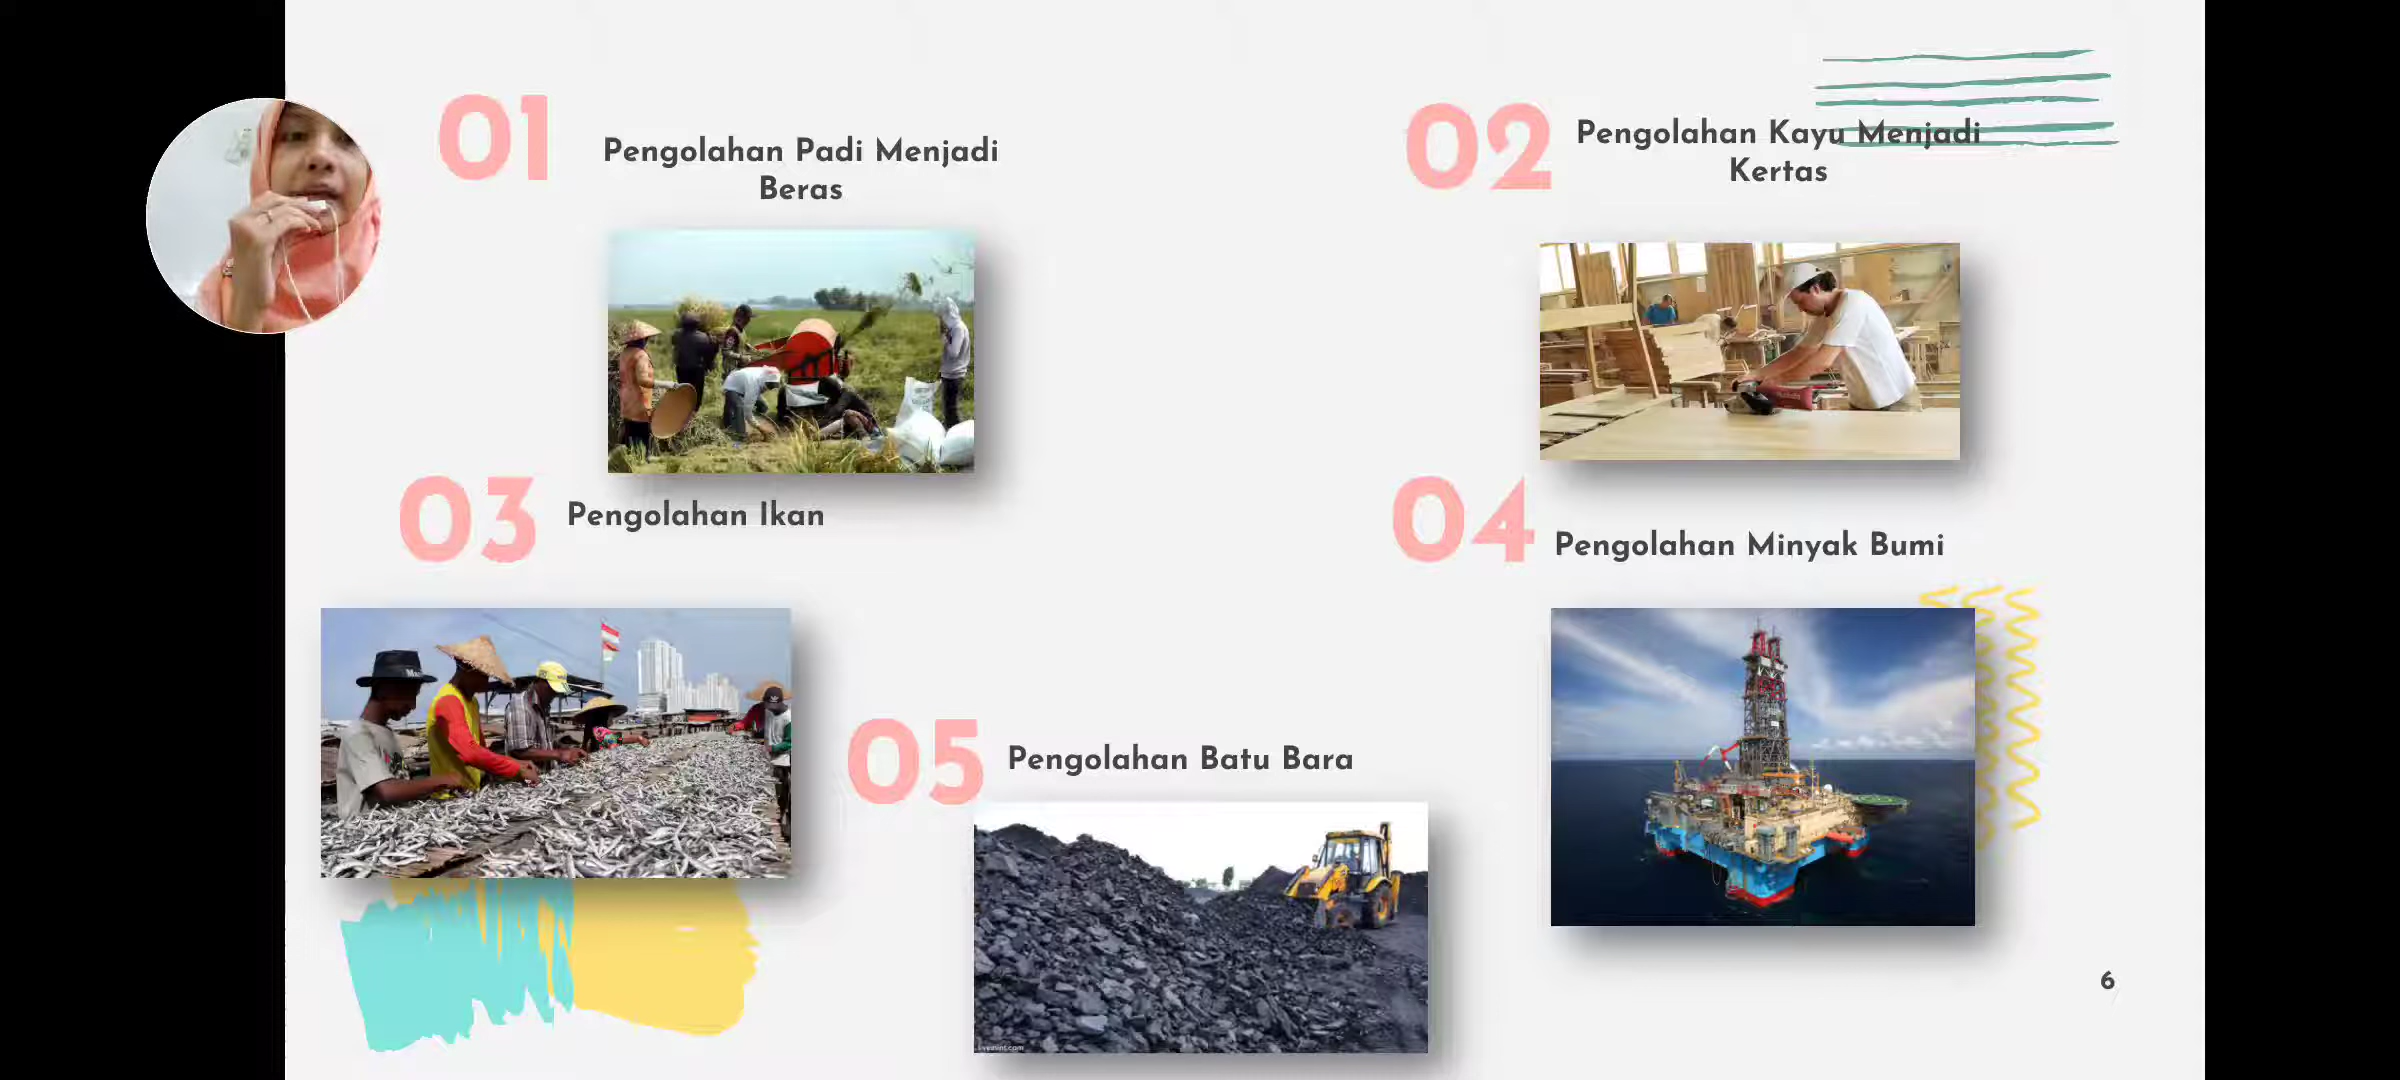 01
Pengolahan Padi Menjadi
Beras
02
Pengolahan Kayu Menjadi
Kertas
03
Pengolahan Ikan
04
Pengolahan Minyak Bumi
05
Pengolahan Batu Bara
6